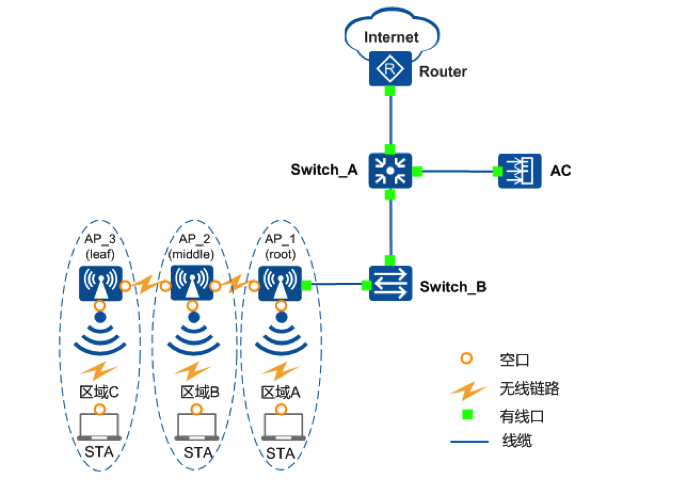 Internet
R
Router
Switch_A
AC
AP_3
(leaf)
AP_2
(middle)
AP_1
(root)
Switch_B
区域C
区域B
区域A
STA
STA
STA
空口
无线链路
有线口
线缆